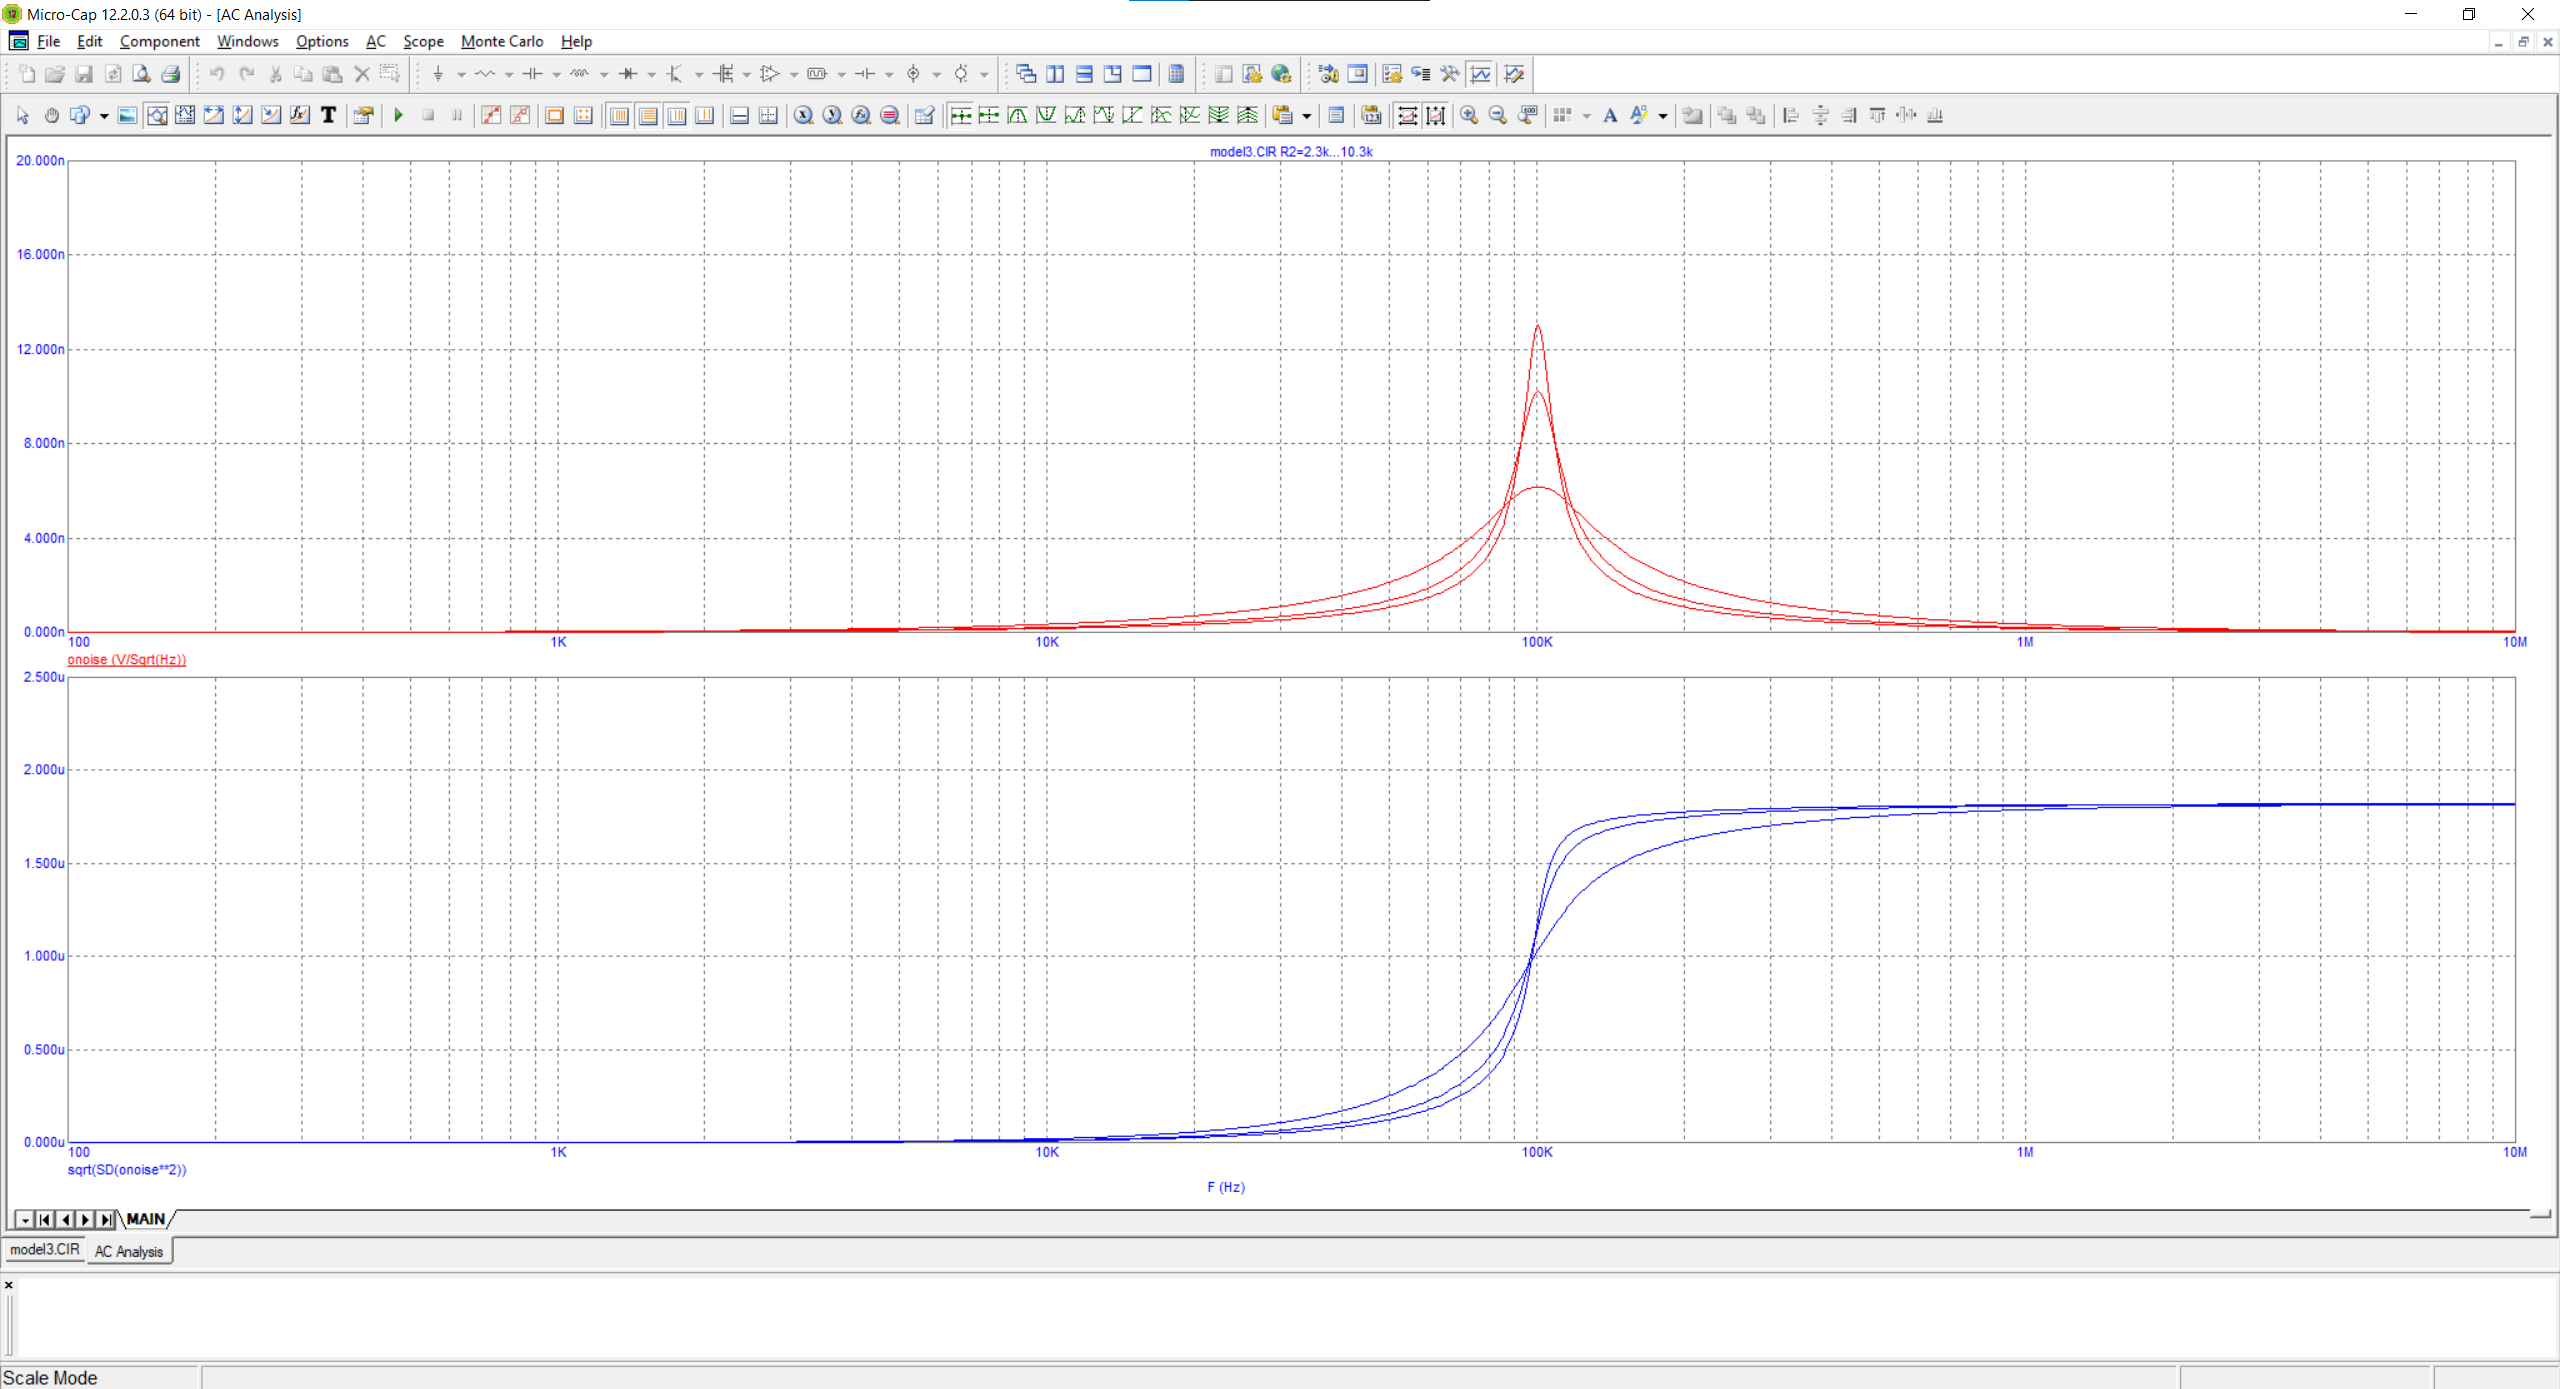 Micro-Cap 12.2.0.3 (64 bit) - [AC Analysis]
File Edit Component Windows Options AC Scope Monte Carlo Help
model3.CIR R2=2.3k...10.3k
20.000n
16.000n
12.000n
8.000n
4.000n
0.000n
100 1K 10K 100K 1M 10M
onoise (V/Sqrt(Hz))
2.500u
2.000u
1.500u
1.000u
0.500u
0.000u
100 1K 10K 100K 1M 10M
sqrt(SD(onoise**2))
F (Hz)
MAIN
model3.CIR AC Analysis
Scale Mode